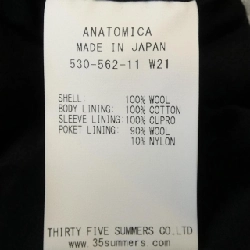 ANATOMICA
MADE IN JAPAN
530-562-11 W21
SHELL 100% WOOL
BODY LINING: 100% COTTON
SLEEVE LINING: 100% CUPRO
POKET LINING: 90% WOOL
10% NYLON
THIRTY FIVE SUMMERS CO.LTD
www.35summers.com